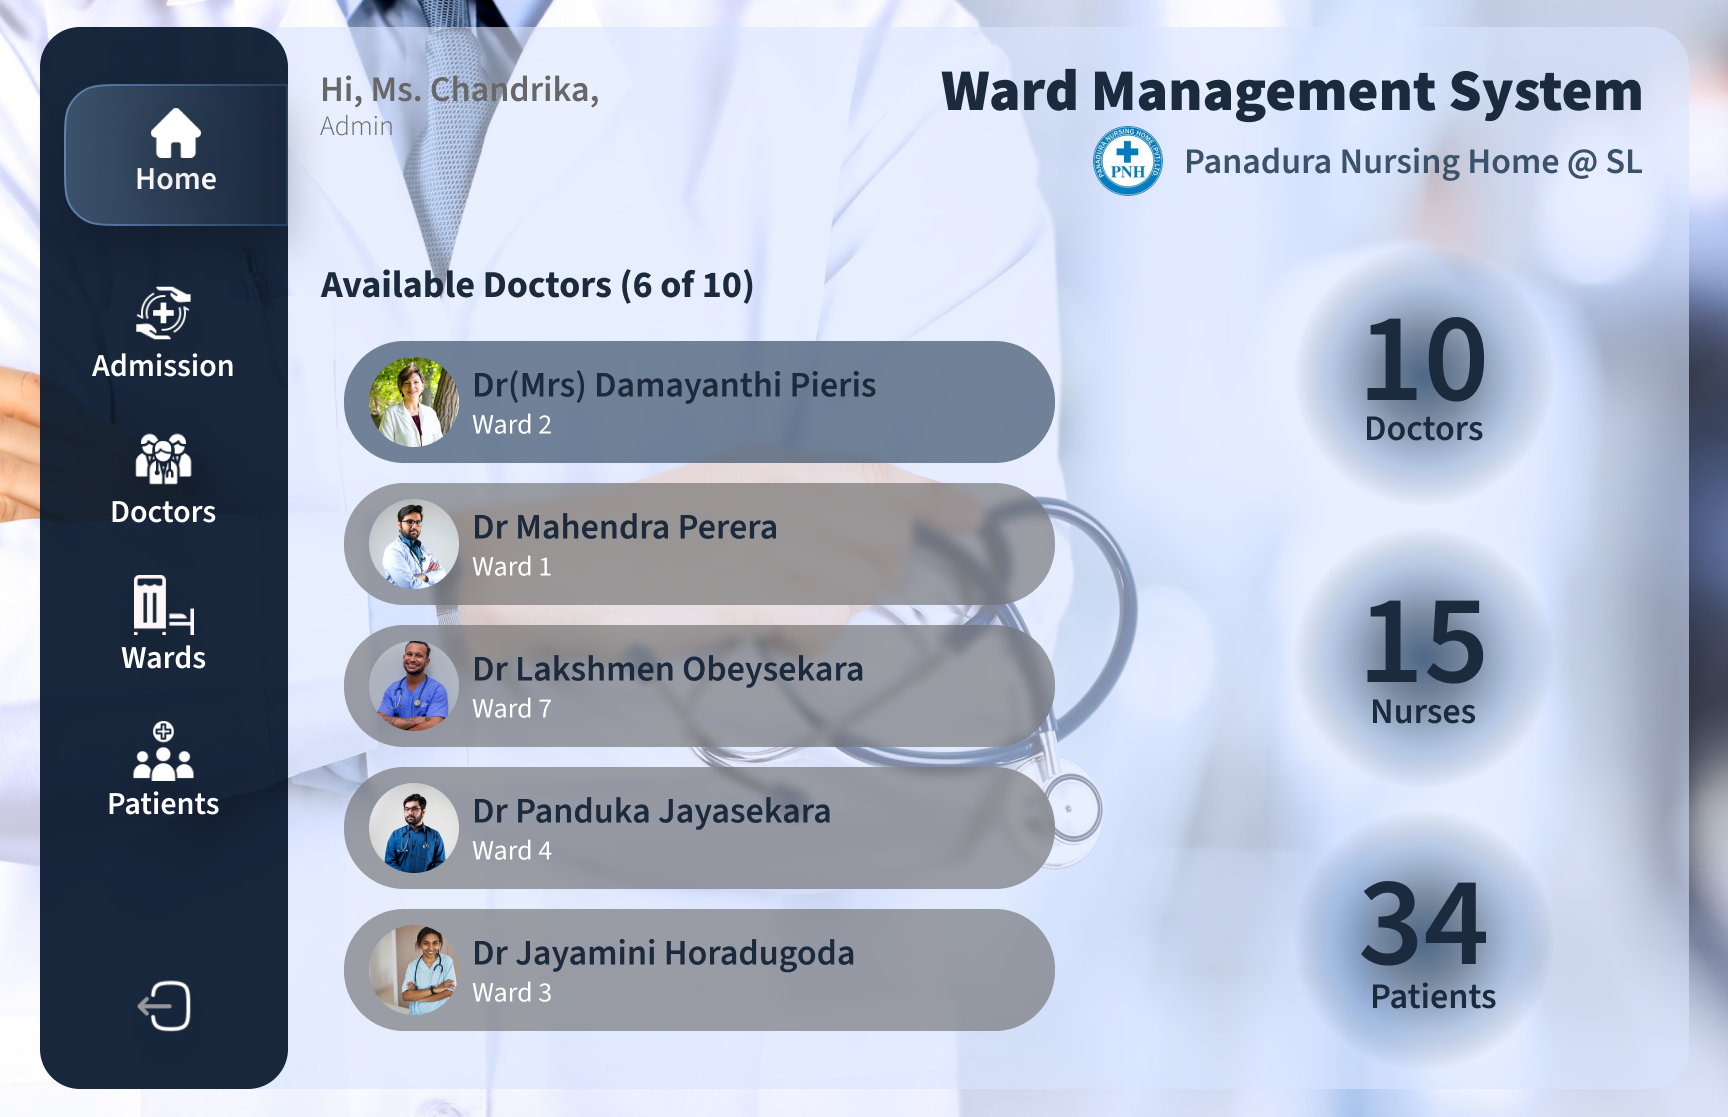 Home
Admission
Doctors
Wards
Patients
Hi, Ms. Chandrika,
Admin
Ward Management System
PANADURA NURSING HOME (PVT) LTD
PNH
Panadura Nursing Home @ SL
Available Doctors (6 of 10)
Dr(Mrs) Damayanthi Pieris
Ward 2
Dr Mahendra Perera
Ward 1
Dr Lakshmen Obeysekara
Ward 7
Dr Panduka Jayasekara
Ward 4
Dr Jayamini Horadugoda
Ward 3
10
Doctors
15
Nurses
34
Patients